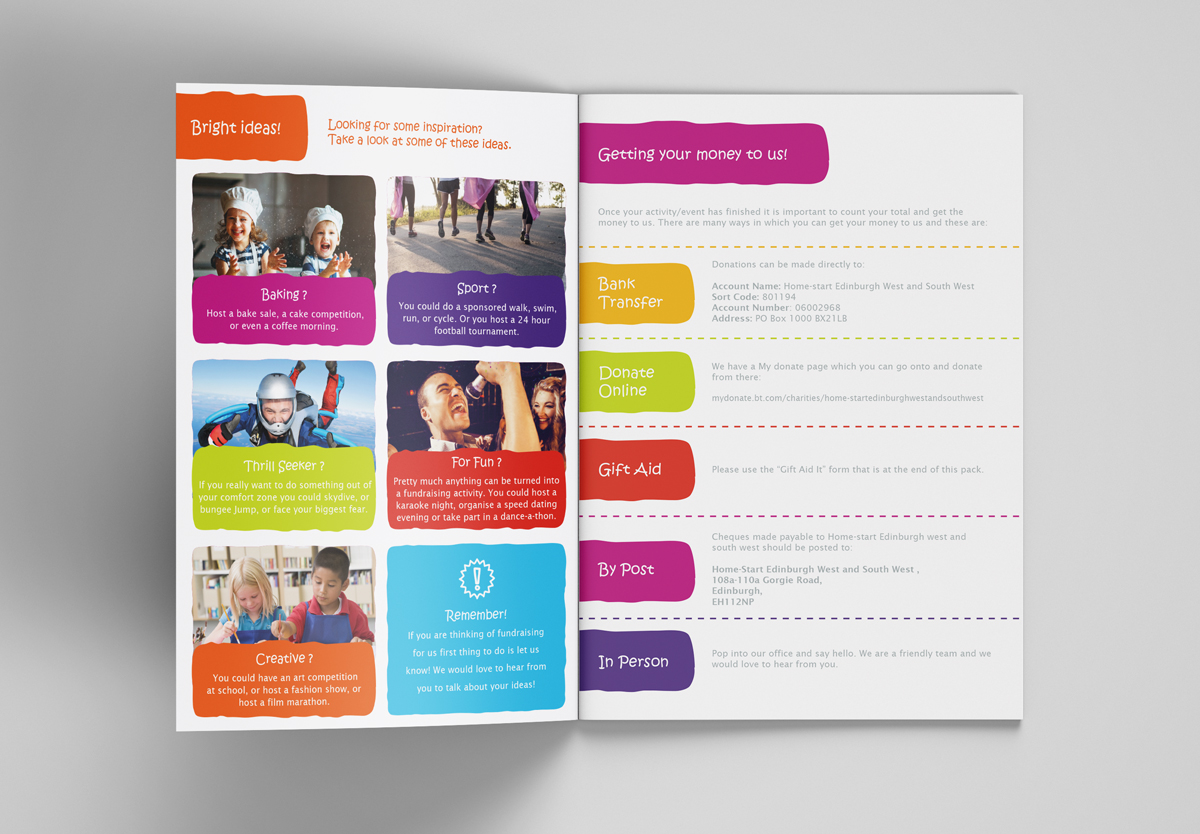 Bright ideas!
Looking for some inspiration?
Take a look at some of these ideas.
Baking ?
Host a bake sale, a cake competition,
or even a coffee morning.
Sport ?
You could do a sponsored walk, swim,
run, or cycle. Or you host a 24 hour
football tournament.
Thrill Seeker ?
If you really want to do something out of
your comfort zone you could skydive, or
bungee Jump, or face your biggest fear.
For Fun ?
Pretty much anything can be turned into
a fundraising activity. You could host a
karaoke night, organise a speed dating
evening or take part in a dance-a-thon.
Creative ?
You could have an art competition
at school, or host a fashion show, or
host a film marathon.
!
Remember!
If you are thinking of fundraising
for us first thing to do is let us
know! We would love to hear from
you to talk about your ideas!
Getting your money to us!
Once your activity/event has finished it is important to count your total and get the
money to us. There are many ways in which you can get your money to us and these are:
Bank
Transfer
Donations can be made directly to:
Account Name: Home-start Edinburgh West and South West
Sort Code: 801194
Account Number: 06002968
Address: PO Box 1000 BX21LB
Donate
Online
We have a My donate page which you can go onto and donate
from there:
mydonate.bt.com/charities/home-startedinburghwestandsouthwest
Gift Aid
Please use the "Gift Aid It" form that is at the end of this pack.
By Post
Cheques made payable to Home-start Edinburgh west and
south west should be posted to:
Home-Start Edinburgh West and South West ,
108a-110a Gorgie Road,
Edinburgh,
EH112NP
In Person
Pop into our office and say hello. We are a friendly team and we
would love to hear from you.